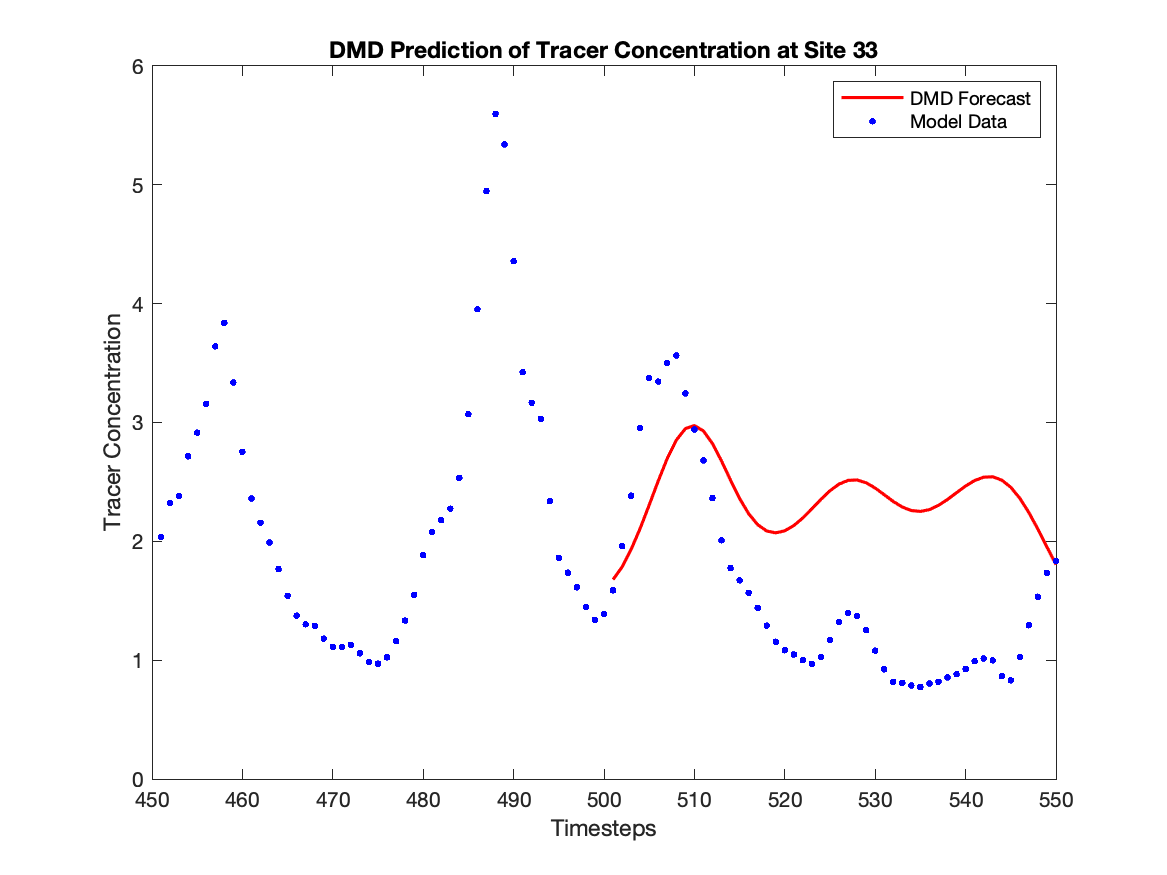 DMD Prediction of Tracer Concentration at Site 33
DMD Forecast
Model Data
Tracer Concentration
6
5
4
3
2
1
0
450 460 470 480 490 500 510 520 530 540 550
Timesteps